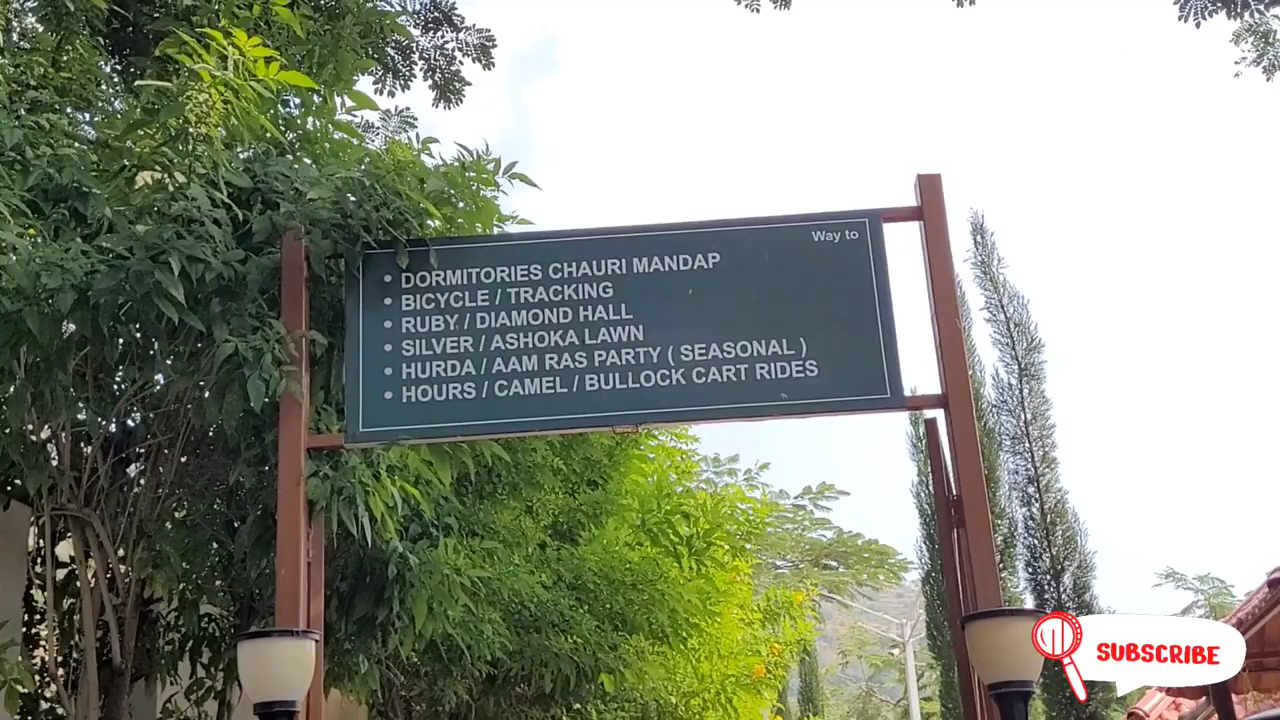 Way to
• DORMITORIES CHAURI MANDAP
• BICYCLE / TRACKING
• RUBY / DIAMOND HALL
• SILVER / ASHOKA LAWN
• HURDA / AAM RAS PARTY ( SEASONAL )
• HOURS / CAMEL / BULLOCK CART RIDES
SUBSCRIBE